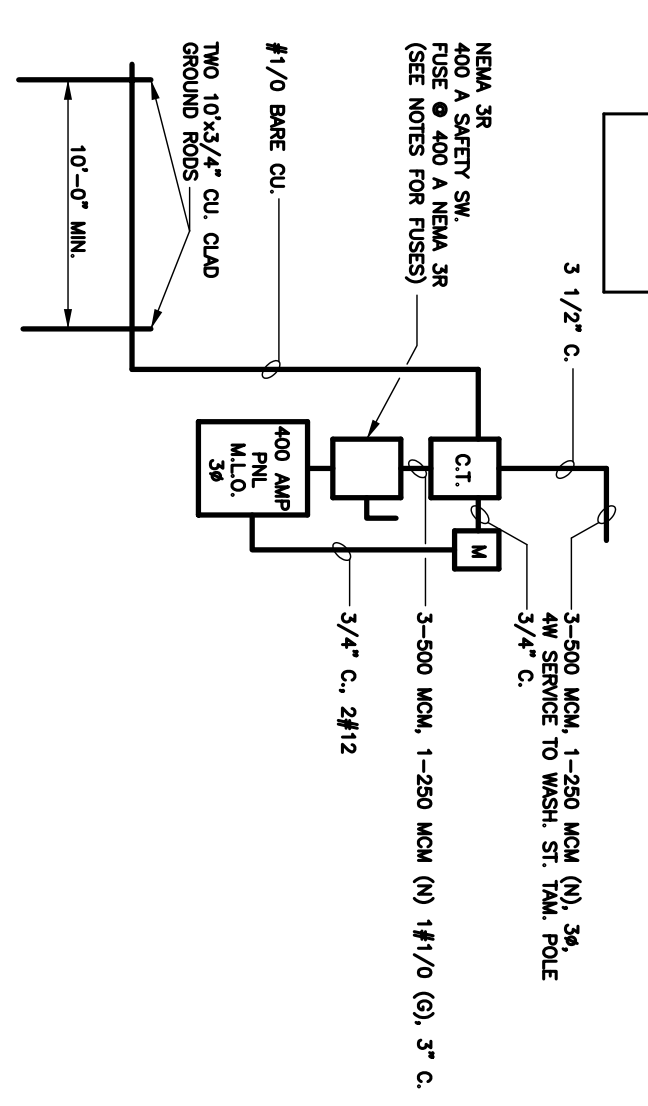 3 1/2" C.
3-500 MCM, 1-250 MCM (N), 3ø,
4W SERVICE TO WASH. ST. TAM. POLE
3/4" C.
NEMA 3R
400 A SAFETY SW.
FUSE @ 400 A NEMA 3R
(SEE NOTES FOR FUSES)
C.T.
M
3-500 MCM, 1-250 MCM (N) 1#1/0 (G), 3" C.
3/4" C., 2#12
400 AMP
PNL
M.L.O.
3ø
#1/0 BARE CU.
TWO 10'x3/4" CU. CLAD
GROUND RODS
10'-0" MIN.